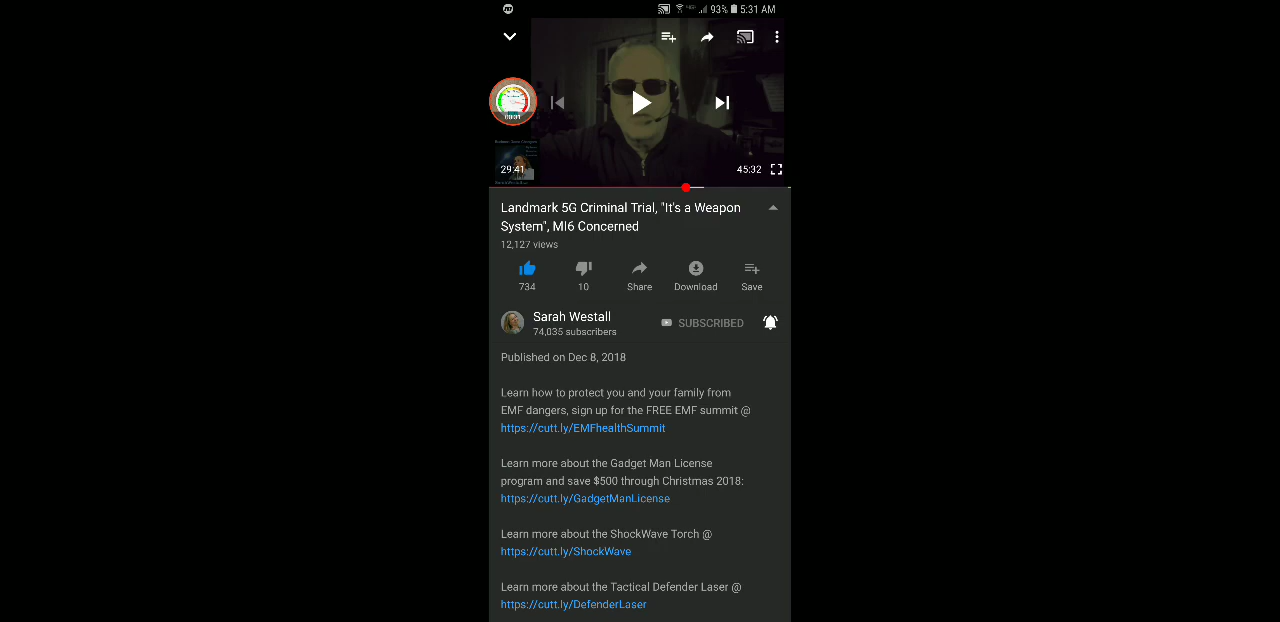 93% 5:31 AM
00:01
29:41
45:32
Landmark 5G Criminal Trial, "It's a Weapon
System", MI6 Concerned
12,127 views
734
10
Share
Download
Save
Sarah Westall
74,035 subscribers
SUBSCRIBED
Published on Dec 8, 2018
Learn how to protect you and your family from
EMF dangers, sign up for the FREE EMF summit @
https://cutt.ly/EMFhealthSummit
Learn more about the Gadget Man License
program and save $500 through Christmas 2018:
https://cutt.ly/GadgetManLicense
Learn more about the ShockWave Torch @
https://cutt.ly/ShockWave
Learn more about the Tactical Defender Laser @
https://cutt.ly/DefenderLaser